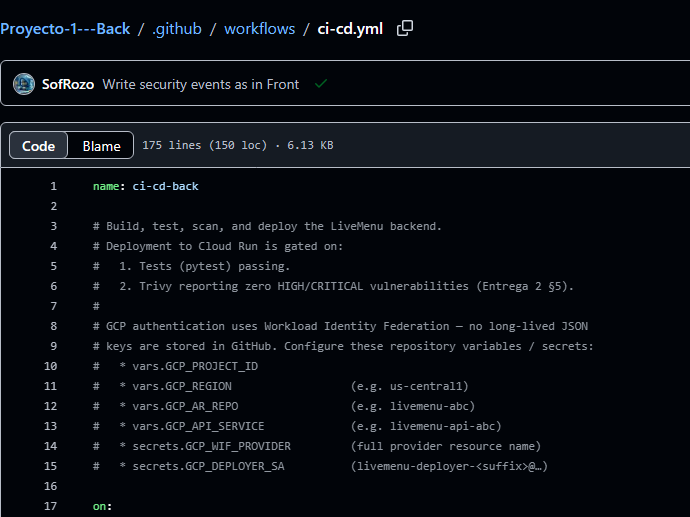 Proyecto-1---Back / .github / workflows / ci-cd.yml
SofRozo Write security events as in Front
Code Blame 175 lines (150 loc) · 6.13 KB
1 name: ci-cd-back
2
3 # Build, test, scan, and deploy the LiveMenu backend.
4 # Deployment to Cloud Run is gated on:
5 #   1. Tests (pytest) passing.
6 #   2. Trivy reporting zero HIGH/CRITICAL vulnerabilities (Entrega 2 §5).
7 #
8 # GCP authentication uses Workload Identity Federation — no long-lived JSON
9 # keys are stored in GitHub. Configure these repository variables / secrets:
10 #   * vars.GCP_PROJECT_ID
11 #   * vars.GCP_REGION                  (e.g. us-central1)
12 #   * vars.GCP_AR_REPO                 (e.g. livemenu-abc)
13 #   * vars.GCP_API_SERVICE             (e.g. livemenu-api-abc)
14 #   * secrets.GCP_WIF_PROVIDER         (full provider resource name)
15 #   * secrets.GCP_DEPLOYER_SA          (livemenu-deployer-<suffix>@…)
16
17 on: